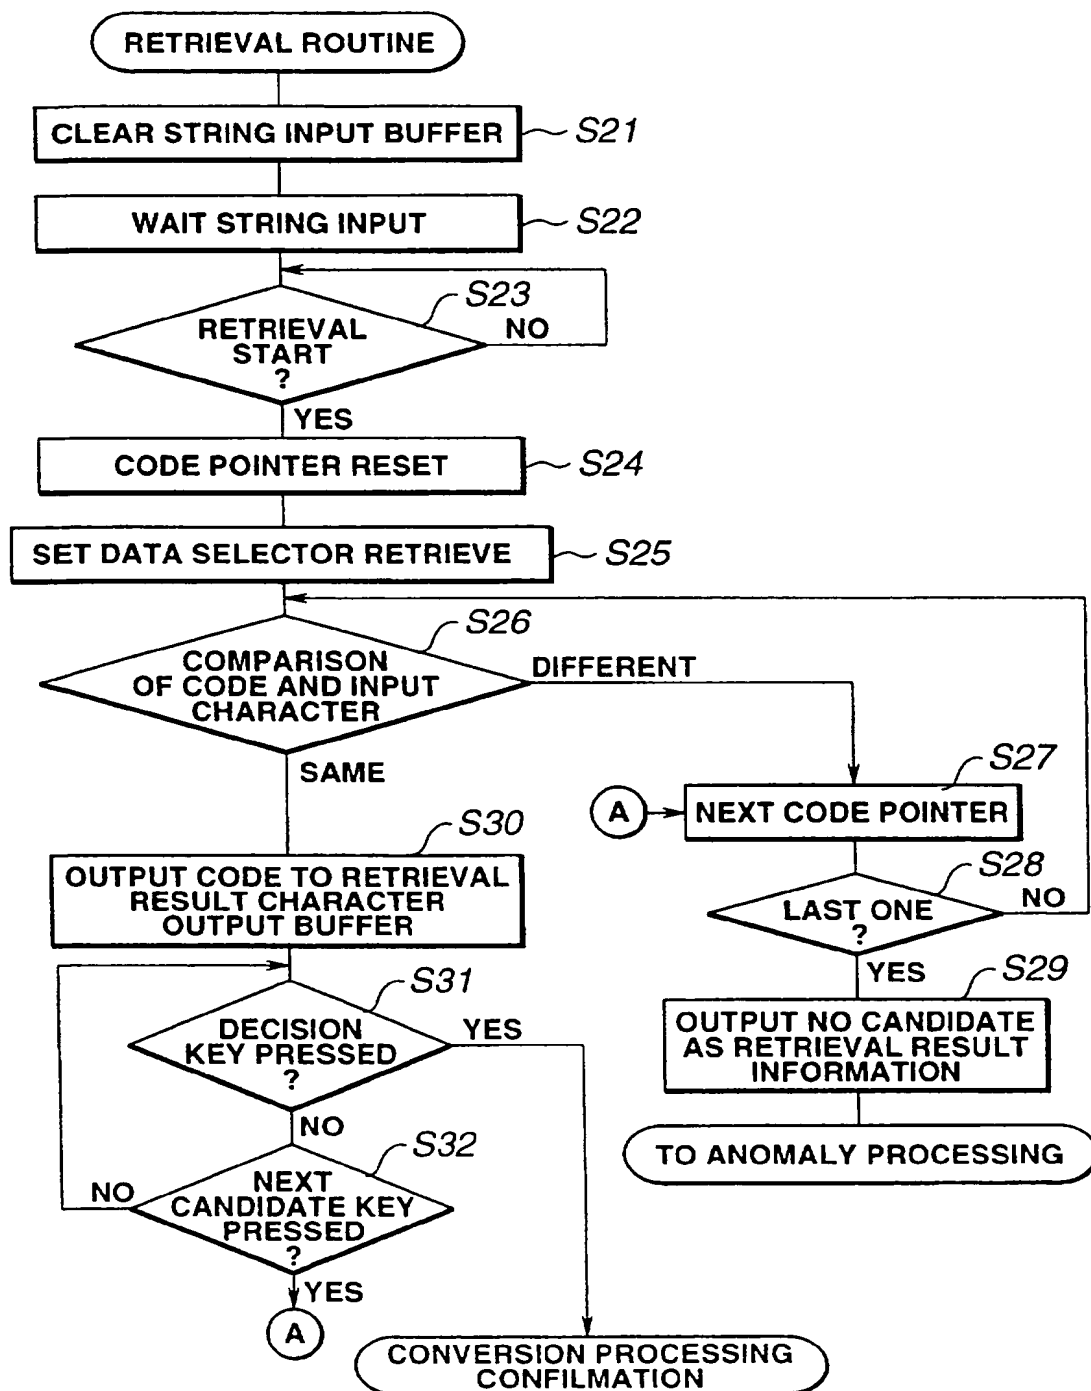 RETRIEVAL ROUTINE
CLEAR STRING INPUT BUFFER
S21
WAIT STRING INPUT
S22
S23
RETRIEVAL
START
?
NO
YES
CODE POINTER RESET
S24
SET DATA SELECTOR RETRIEVE
S25
S26
COMPARISON
OF CODE AND INPUT
CHARACTER
DIFFERENT
SAME
S27
A
NEXT CODE POINTER
S28
LAST ONE
?
NO
YES
S29
OUTPUT NO CANDIDATE
AS RETRIEVAL RESULT
INFORMATION
TO ANOMALY PROCESSING
S30
OUTPUT CODE TO RETRIEVAL
RESULT CHARACTER
OUTPUT BUFFER
S31
DECISION
KEY PRESSED
?
YES
NO
S32
NEXT
CANDIDATE KEY
PRESSED
?
NO
YES
A
CONVERSION PROCESSING
CONFILMATION